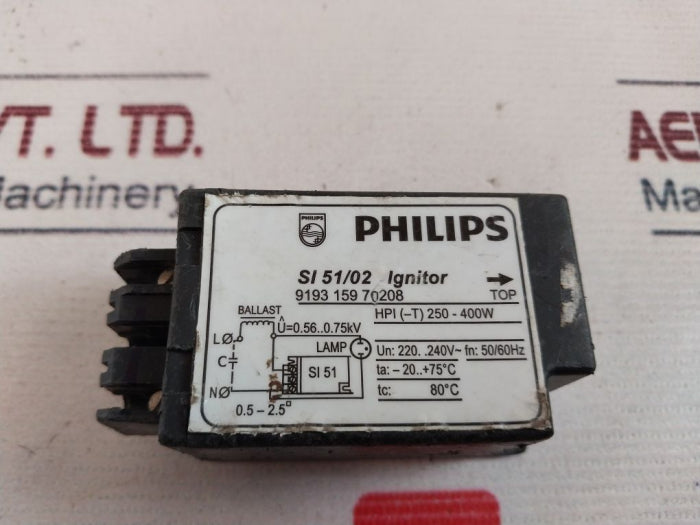 VT. LTD.
Machinery
AE
Ma
PHILIPS
PHILIPS
SI 51/02 Ignitor
9193 159 70208
TOP
HPI (–T) 250 - 400W
BALLAST
Û=0.56..0.75kV
LØ
LAMP
Un: 220..240V~ fn: 50/60Hz
C
SI 51
ta: – 20..+75°C
NØ
tc: 80°C
0.5 – 2.5□